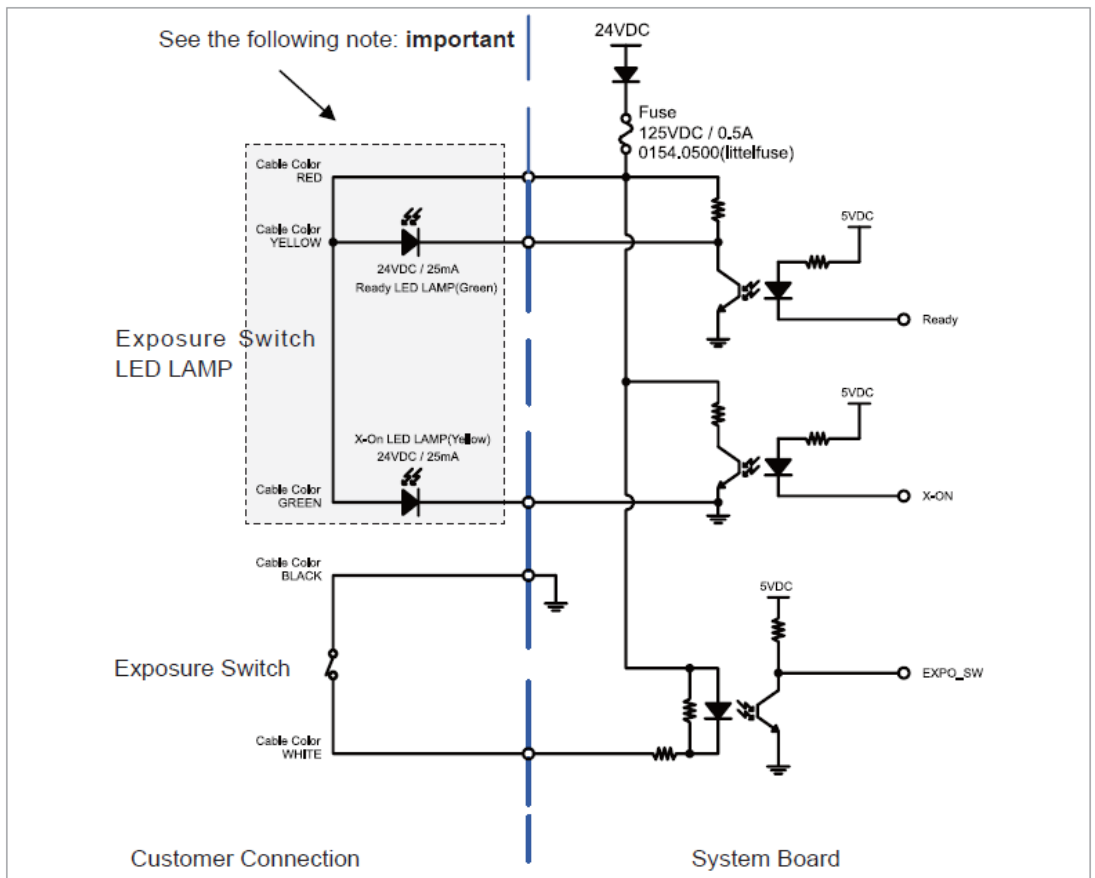 See the following note: important
24VDC
Fuse
125VDC / 0.5A
0154.0500(littelfuse)
Cable Color
RED
Cable Color
YELLOW
24VDC / 25mA
Ready LED LAMP(Green)
5VDC
Ready
Exposure Switch
LED LAMP
X-On LED LAMP(Yellow)
24VDC / 25mA
5VDC
Cable Color
GREEN
X-ON
Cable Color
BLACK
5VDC
Exposure Switch
EXPO_SW
Cable Color
WHITE
Customer Connection
System Board